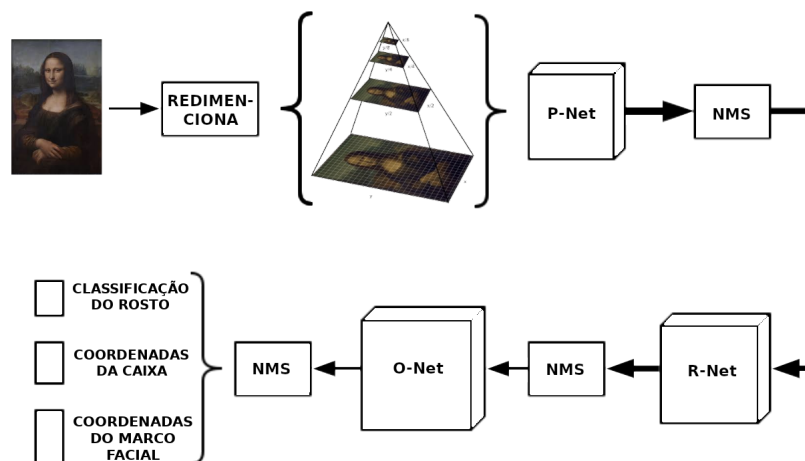 REDIMEN-
CIONA
P-Net
NMS
CLASSIFICAÇÃO
DO ROSTO
COORDENADAS
DA CAIXA
COORDENADAS
DO MARCO
FACIAL
NMS
O-Net
NMS
R-Net